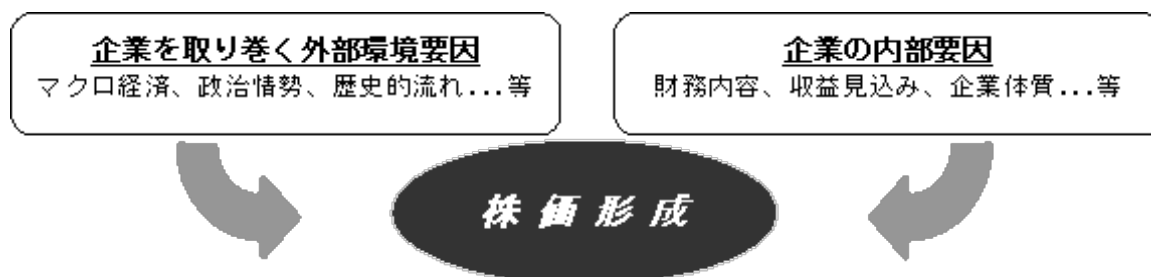 企業を取り巻く外部環境要因
マクロ経済、政治情勢、歴史的流れ...等
企業の内部要因
財務内容、収益見込み、企業体質...等
株価形成